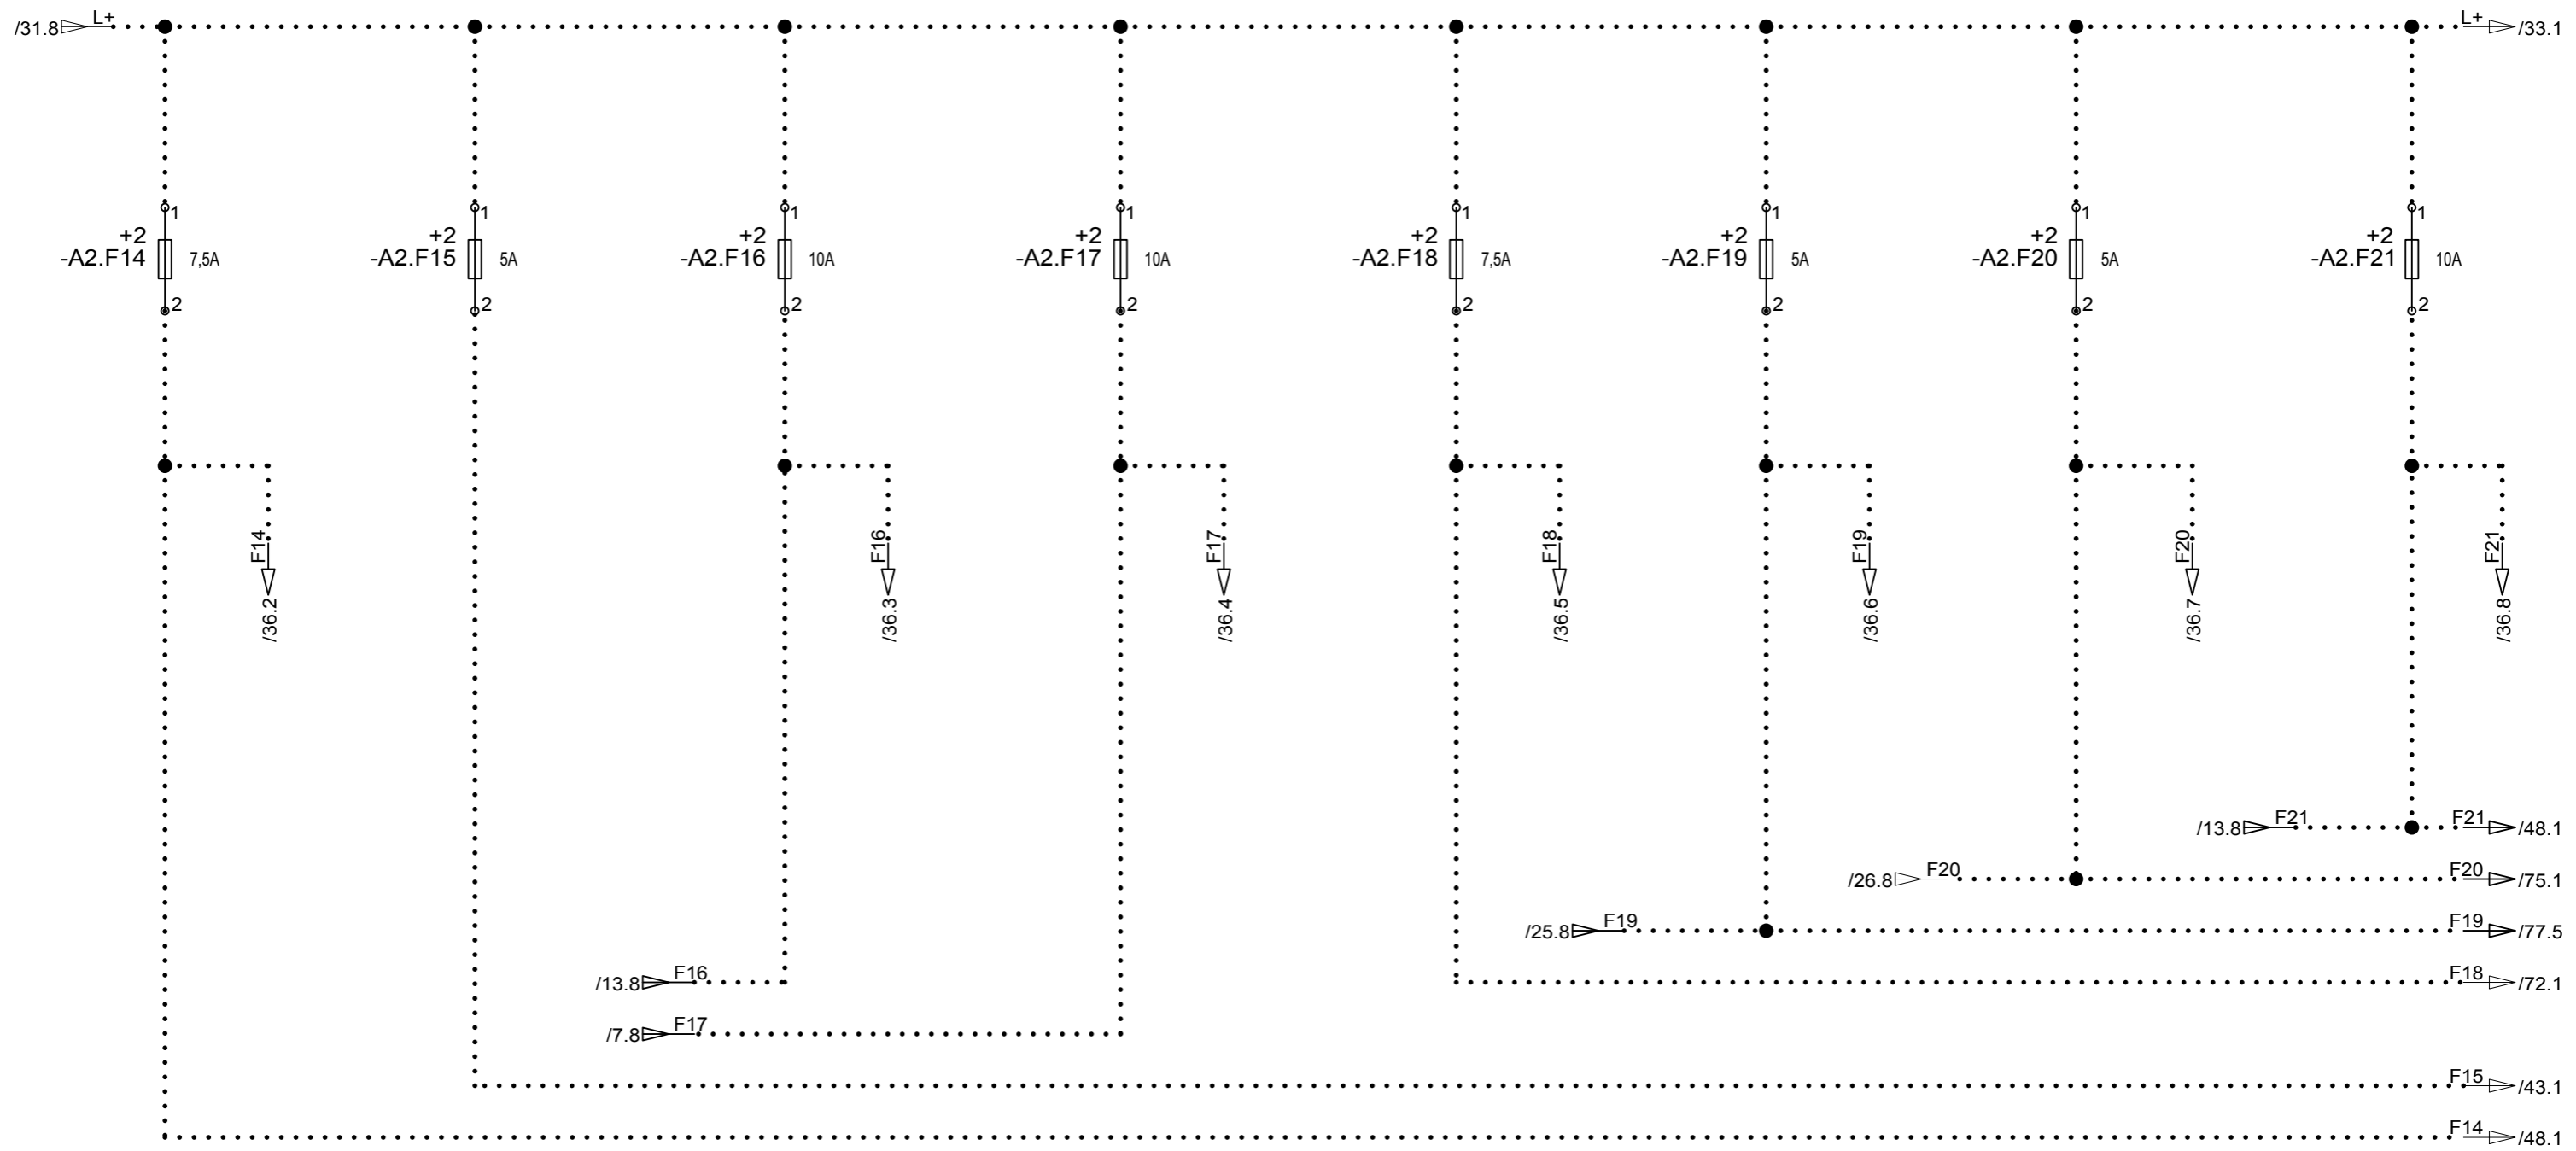 /31.8 L+ L+ /33.1
1 1 1 1 1 1 1 1
+2 +2 +2 +2 +2 +2 +2 +2
-A2.F14 7,5A -A2.F15 5A -A2.F16 10A -A2.F17 10A -A2.F18 7,5A -A2.F19 5A -A2.F20 5A -A2.F21 10A
2 2 2 2 2 2 2 2
F14 F16 F17 F18 F19 F20 F21
/36.2 /36.3 /36.4 /36.5 /36.6 /36.7 /36.8
/13.8 F21 F21 /48.1
/26.8 F20 F20 /75.1
/25.8 F19 F19 /77.5
/13.8 F16 F18 /72.1
/7.8 F17
F15 /43.1
F14 /48.1